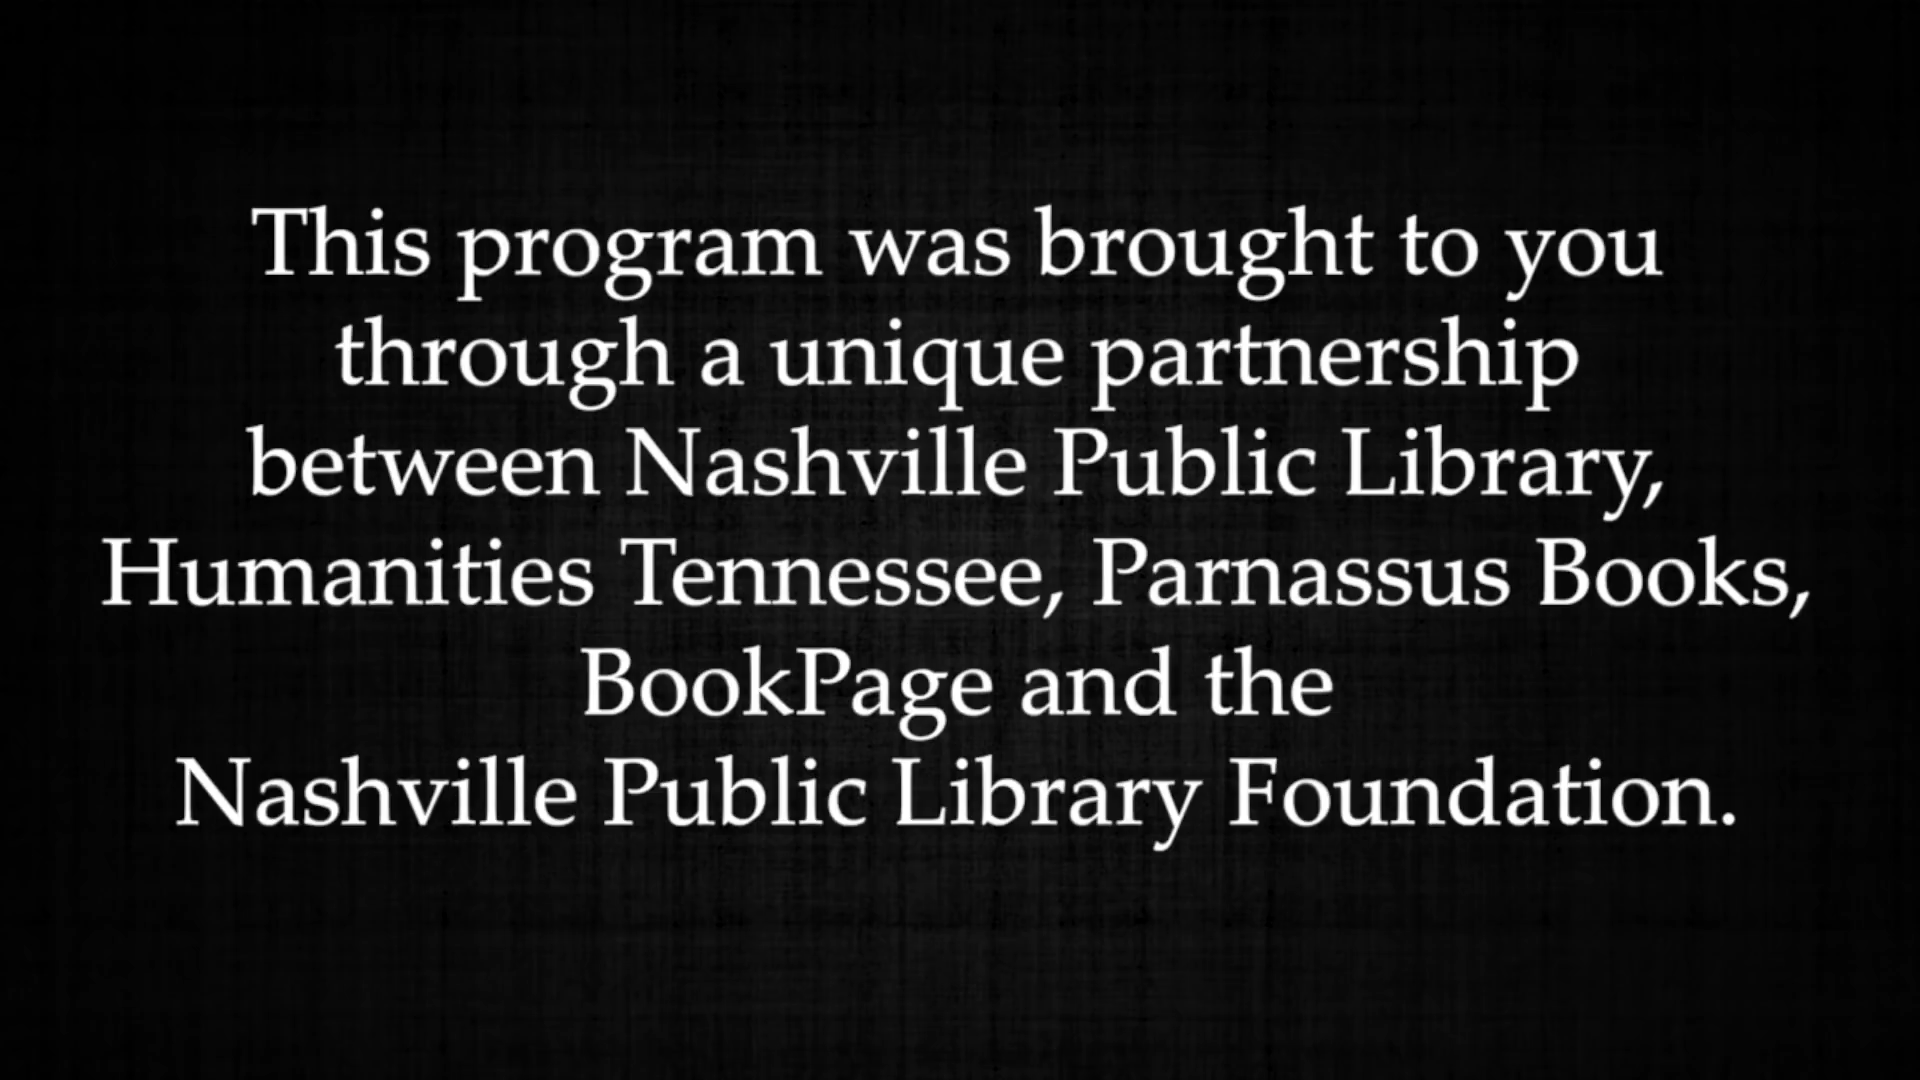 This program was brought to you
through a unique partnership
between Nashville Public Library,
Humanities Tennessee, Parnassus Books,
BookPage and the
Nashville Public Library Foundation.